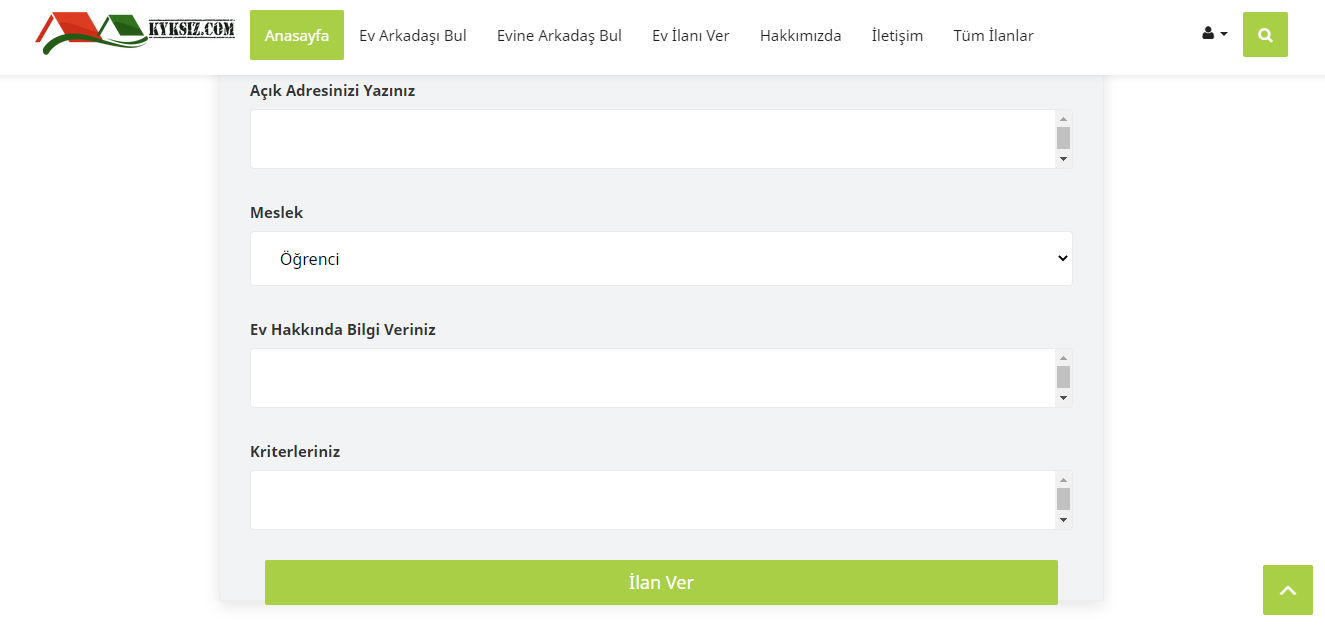 KYKSIZ.COM
Anasayfa Ev Arkadaşı Bul Evine Arkadaş Bul Ev İlanı Ver Hakkımızda İletişim Tüm İlanlar
Açık Adresinizi Yazınız
Meslek
Öğrenci
Ev Hakkında Bilgi Veriniz
Kriterleriniz
İlan Ver